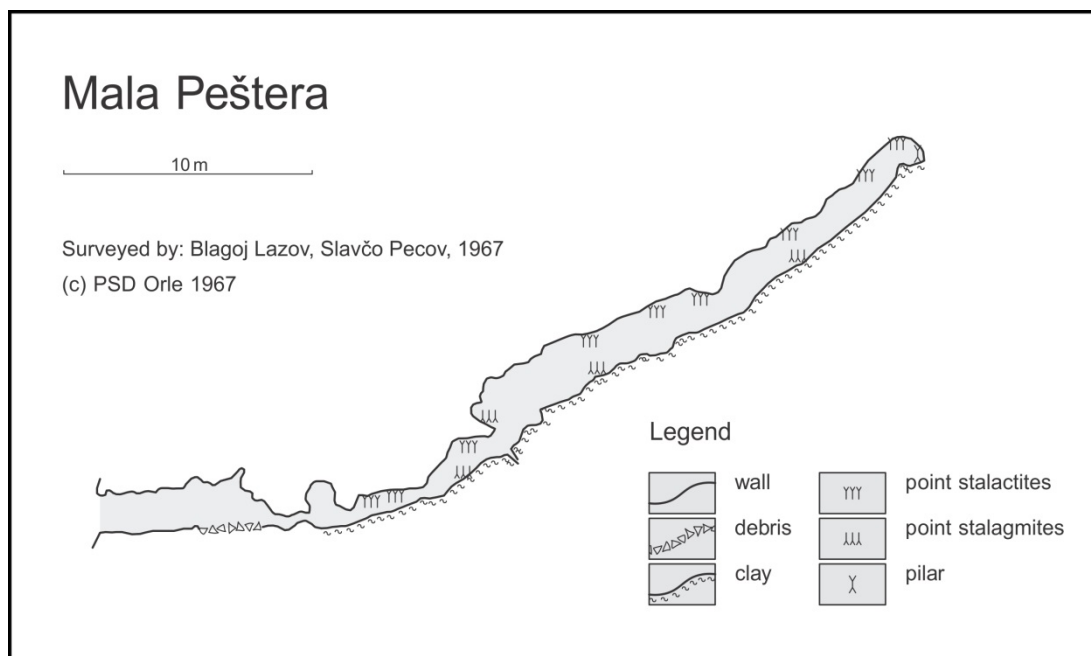 Mala Peštera
10 m
Surveyed by: Blagoj Lazov, Slavčo Pecov, 1967
(c) PSD Orle 1967
Legend
wall
point stalactites
debris
point stalagmites
clay
pilar